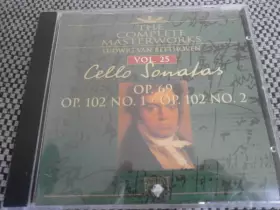 THE
COMPLETE
MASTERWORKS
LUDWIG VAN BEETHOVEN
VOL. 25
Cello Sonatas
OP. 69
OP. 102 NO. 1 · OP. 102 NO. 2